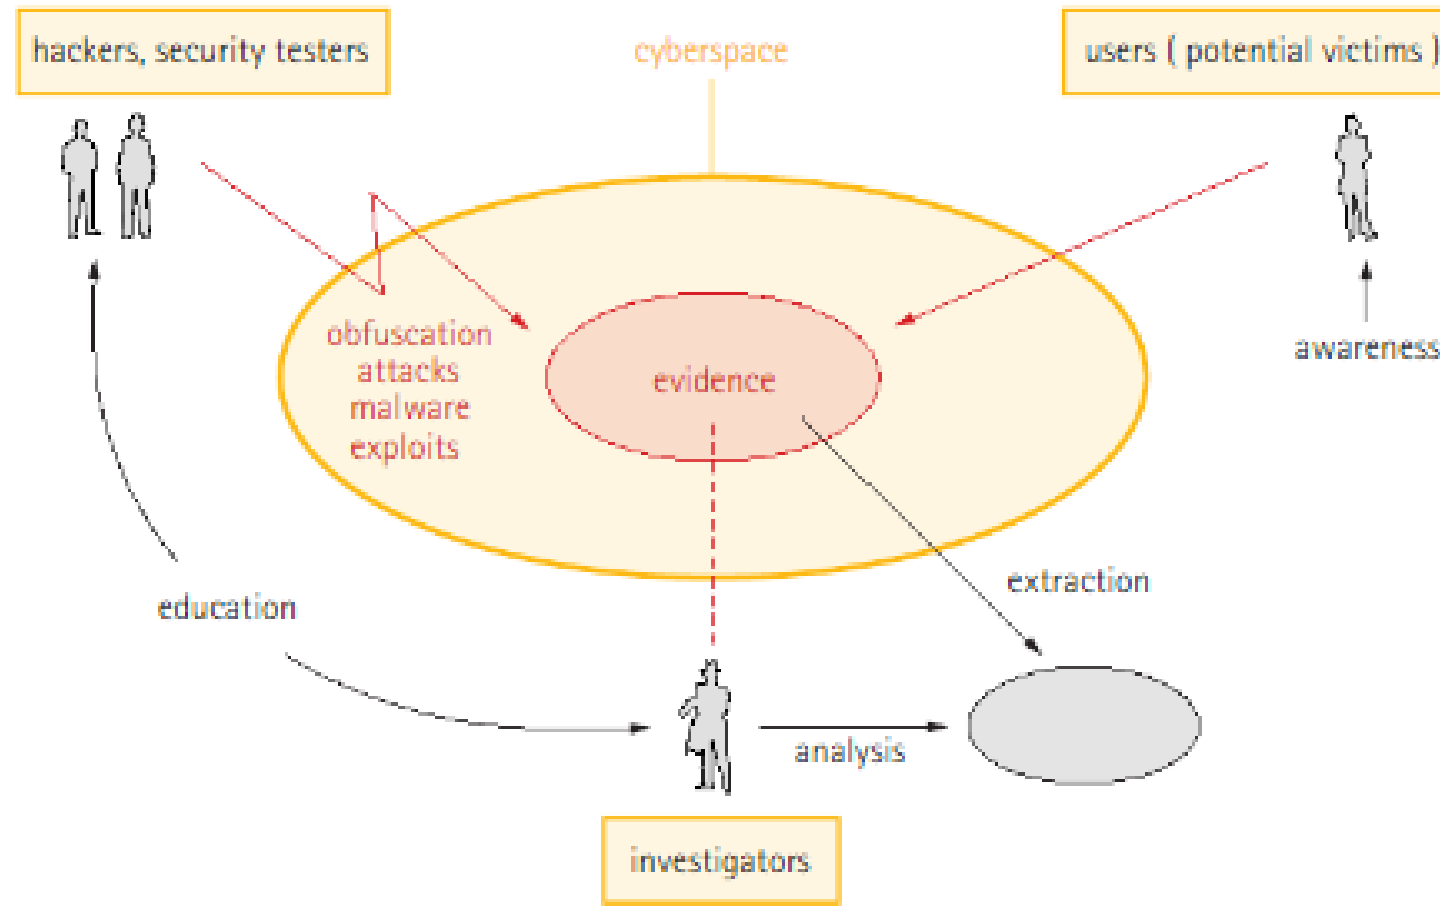 hackers, security testers
cyberspace
users ( potential victims )
obfuscation
attacks
malware
exploits
evidence
awareness
extraction
education
analysis
investigators